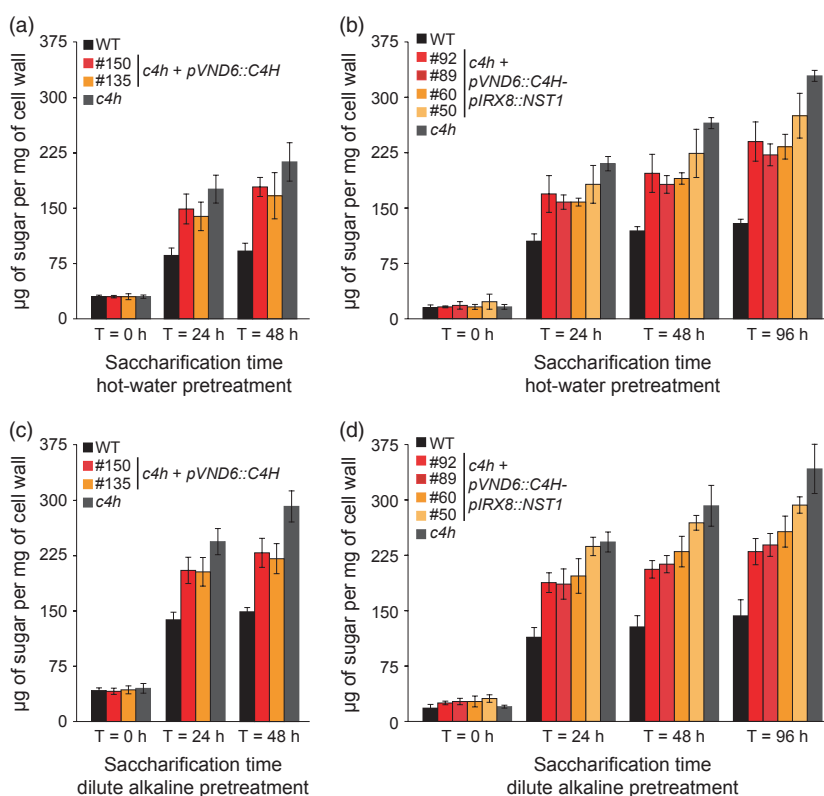 (a)
WT
#150
#135
c4h + pVND6::C4H
c4h
µg of sugar per mg of cell wall
375
300
225
150
75
0
T = 0 h T = 24 h T = 48 h
Saccharification time
hot-water pretreatment
(b)
WT
#92
#89
#60
#50
c4h +
pVND6::C4H-
pIRX8::NST1
c4h
µg of sugar per mg of cell wall
375
300
225
150
75
0
T = 0 h T = 24 h T = 48 h T = 96 h
Saccharification time
hot-water pretreatment
(c)
WT
#150
#135
c4h + pVND6::C4H
c4h
µg of sugar per mg of cell wall
375
300
225
150
75
0
T = 0 h T = 24 h T = 48 h
Saccharification time
dilute alkaline pretreatment
(d)
WT
#92
#89
#60
#50
c4h +
pVND6::C4H-
pIRX8::NST1
c4h
µg of sugar per mg of cell wall
375
300
225
150
75
0
T = 0 h T = 24 h T = 48 h T = 96 h
Saccharification time
dilute alkaline pretreatment